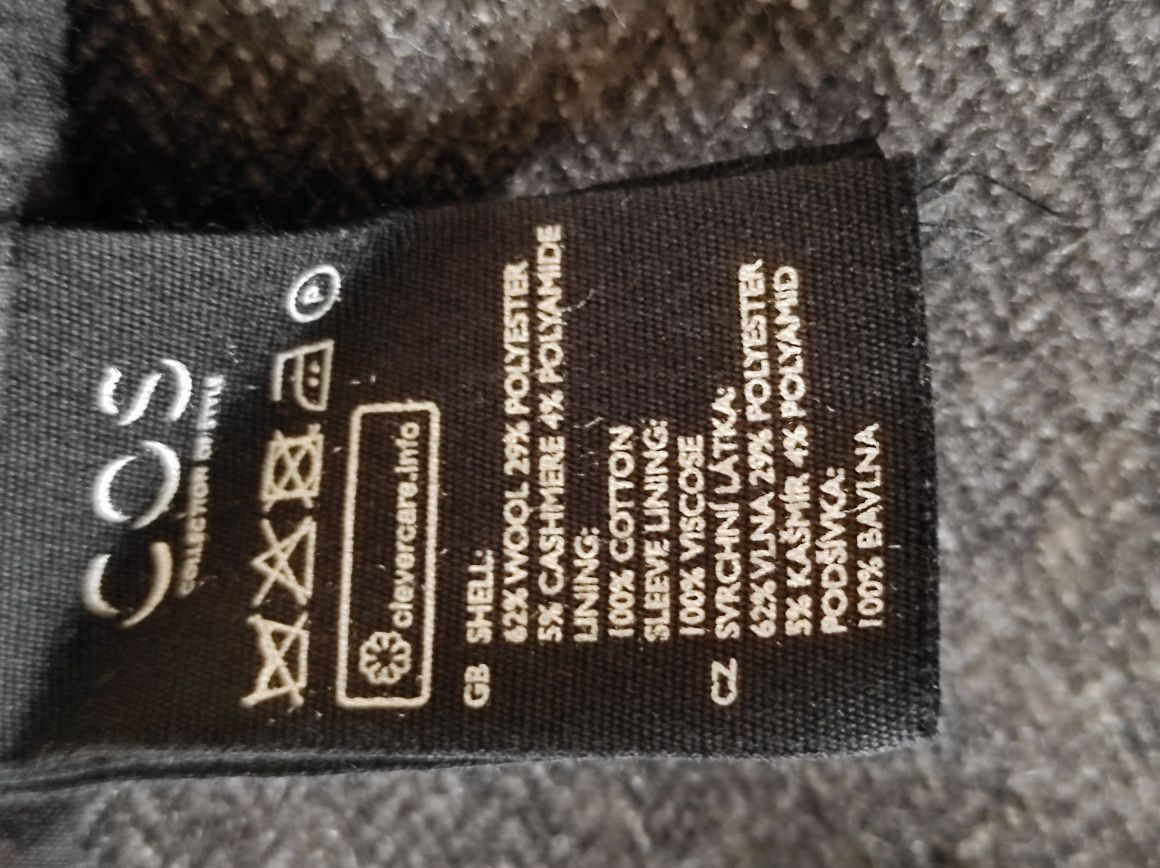 COS
COLLECTION OF STYLE
P
clevercare.info
GB SHELL:
62% WOOL 29% POLYESTER
5% CASHMERE 4% POLYAMIDE
LINING:
100% COTTON
SLEEVE LINING:
100% VISCOSE
CZ SVRCHNÍ LÁTKA:
62% VLNA 29% POLYESTER
5% KAŠMÍR 4% POLYAMID
PODŠÍVKA:
100% BAVLNA